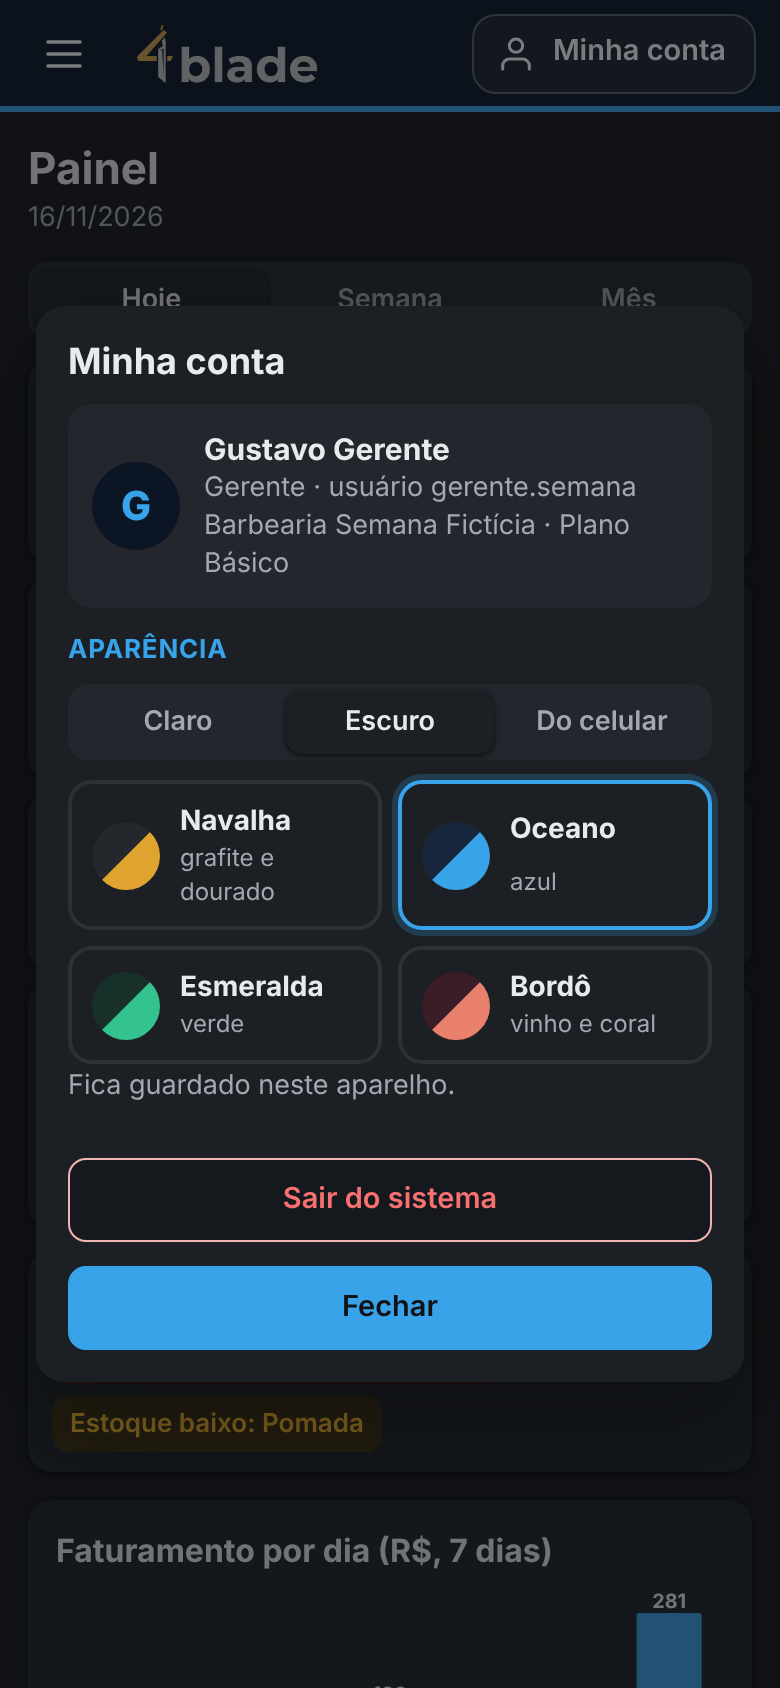 4blade
Minha conta
Painel
16/11/2026
Hoje
Semana
Mês
Minha conta
G
Gustavo Gerente
Gerente · usuário gerente.semana
Barbearia Semana Fictícia · Plano
Básico
APARÊNCIA
Claro
Escuro
Do celular
Navalha
grafite e
dourado
Oceano
azul
Esmeralda
verde
Bordô
vinho e coral
Fica guardado neste aparelho.
Sair do sistema
Fechar
Estoque baixo: Pomada
Faturamento por dia (R$, 7 dias)
281